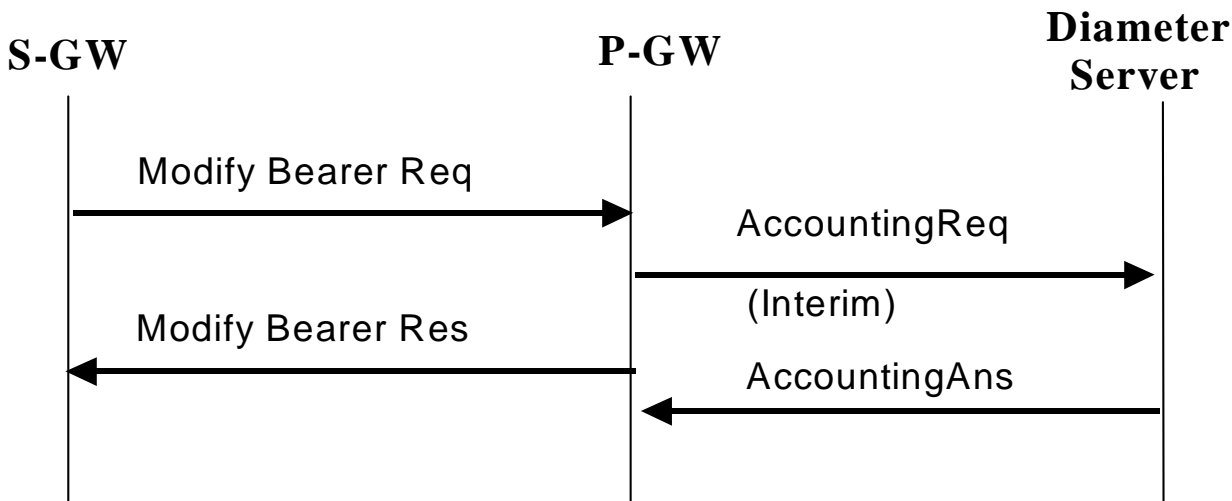 S-GW
P-GW
Diameter
Server
Modify Bearer Req
AccountingReq
(Interim)
Modify Bearer Res
AccountingAns